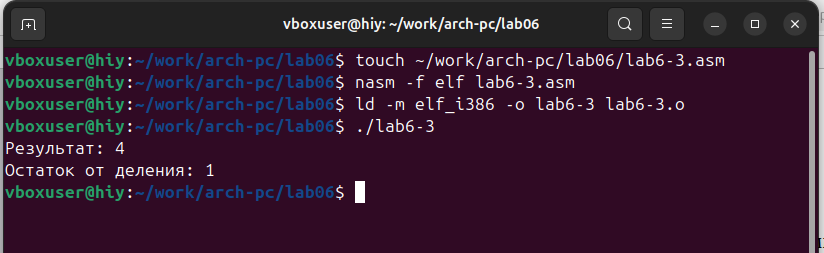 vboxuser@hiy: ~/work/arch-pc/lab06
vboxuser@hiy:~/work/arch-pc/lab06$ touch ~/work/arch-pc/lab06/lab6-3.asm
vboxuser@hiy:~/work/arch-pc/lab06$ nasm -f elf lab6-3.asm
vboxuser@hiy:~/work/arch-pc/lab06$ ld -m elf_i386 -o lab6-3 lab6-3.o
vboxuser@hiy:~/work/arch-pc/lab06$ ./lab6-3
Результат: 4
Остаток от деления: 1
vboxuser@hiy:~/work/arch-pc/lab06$